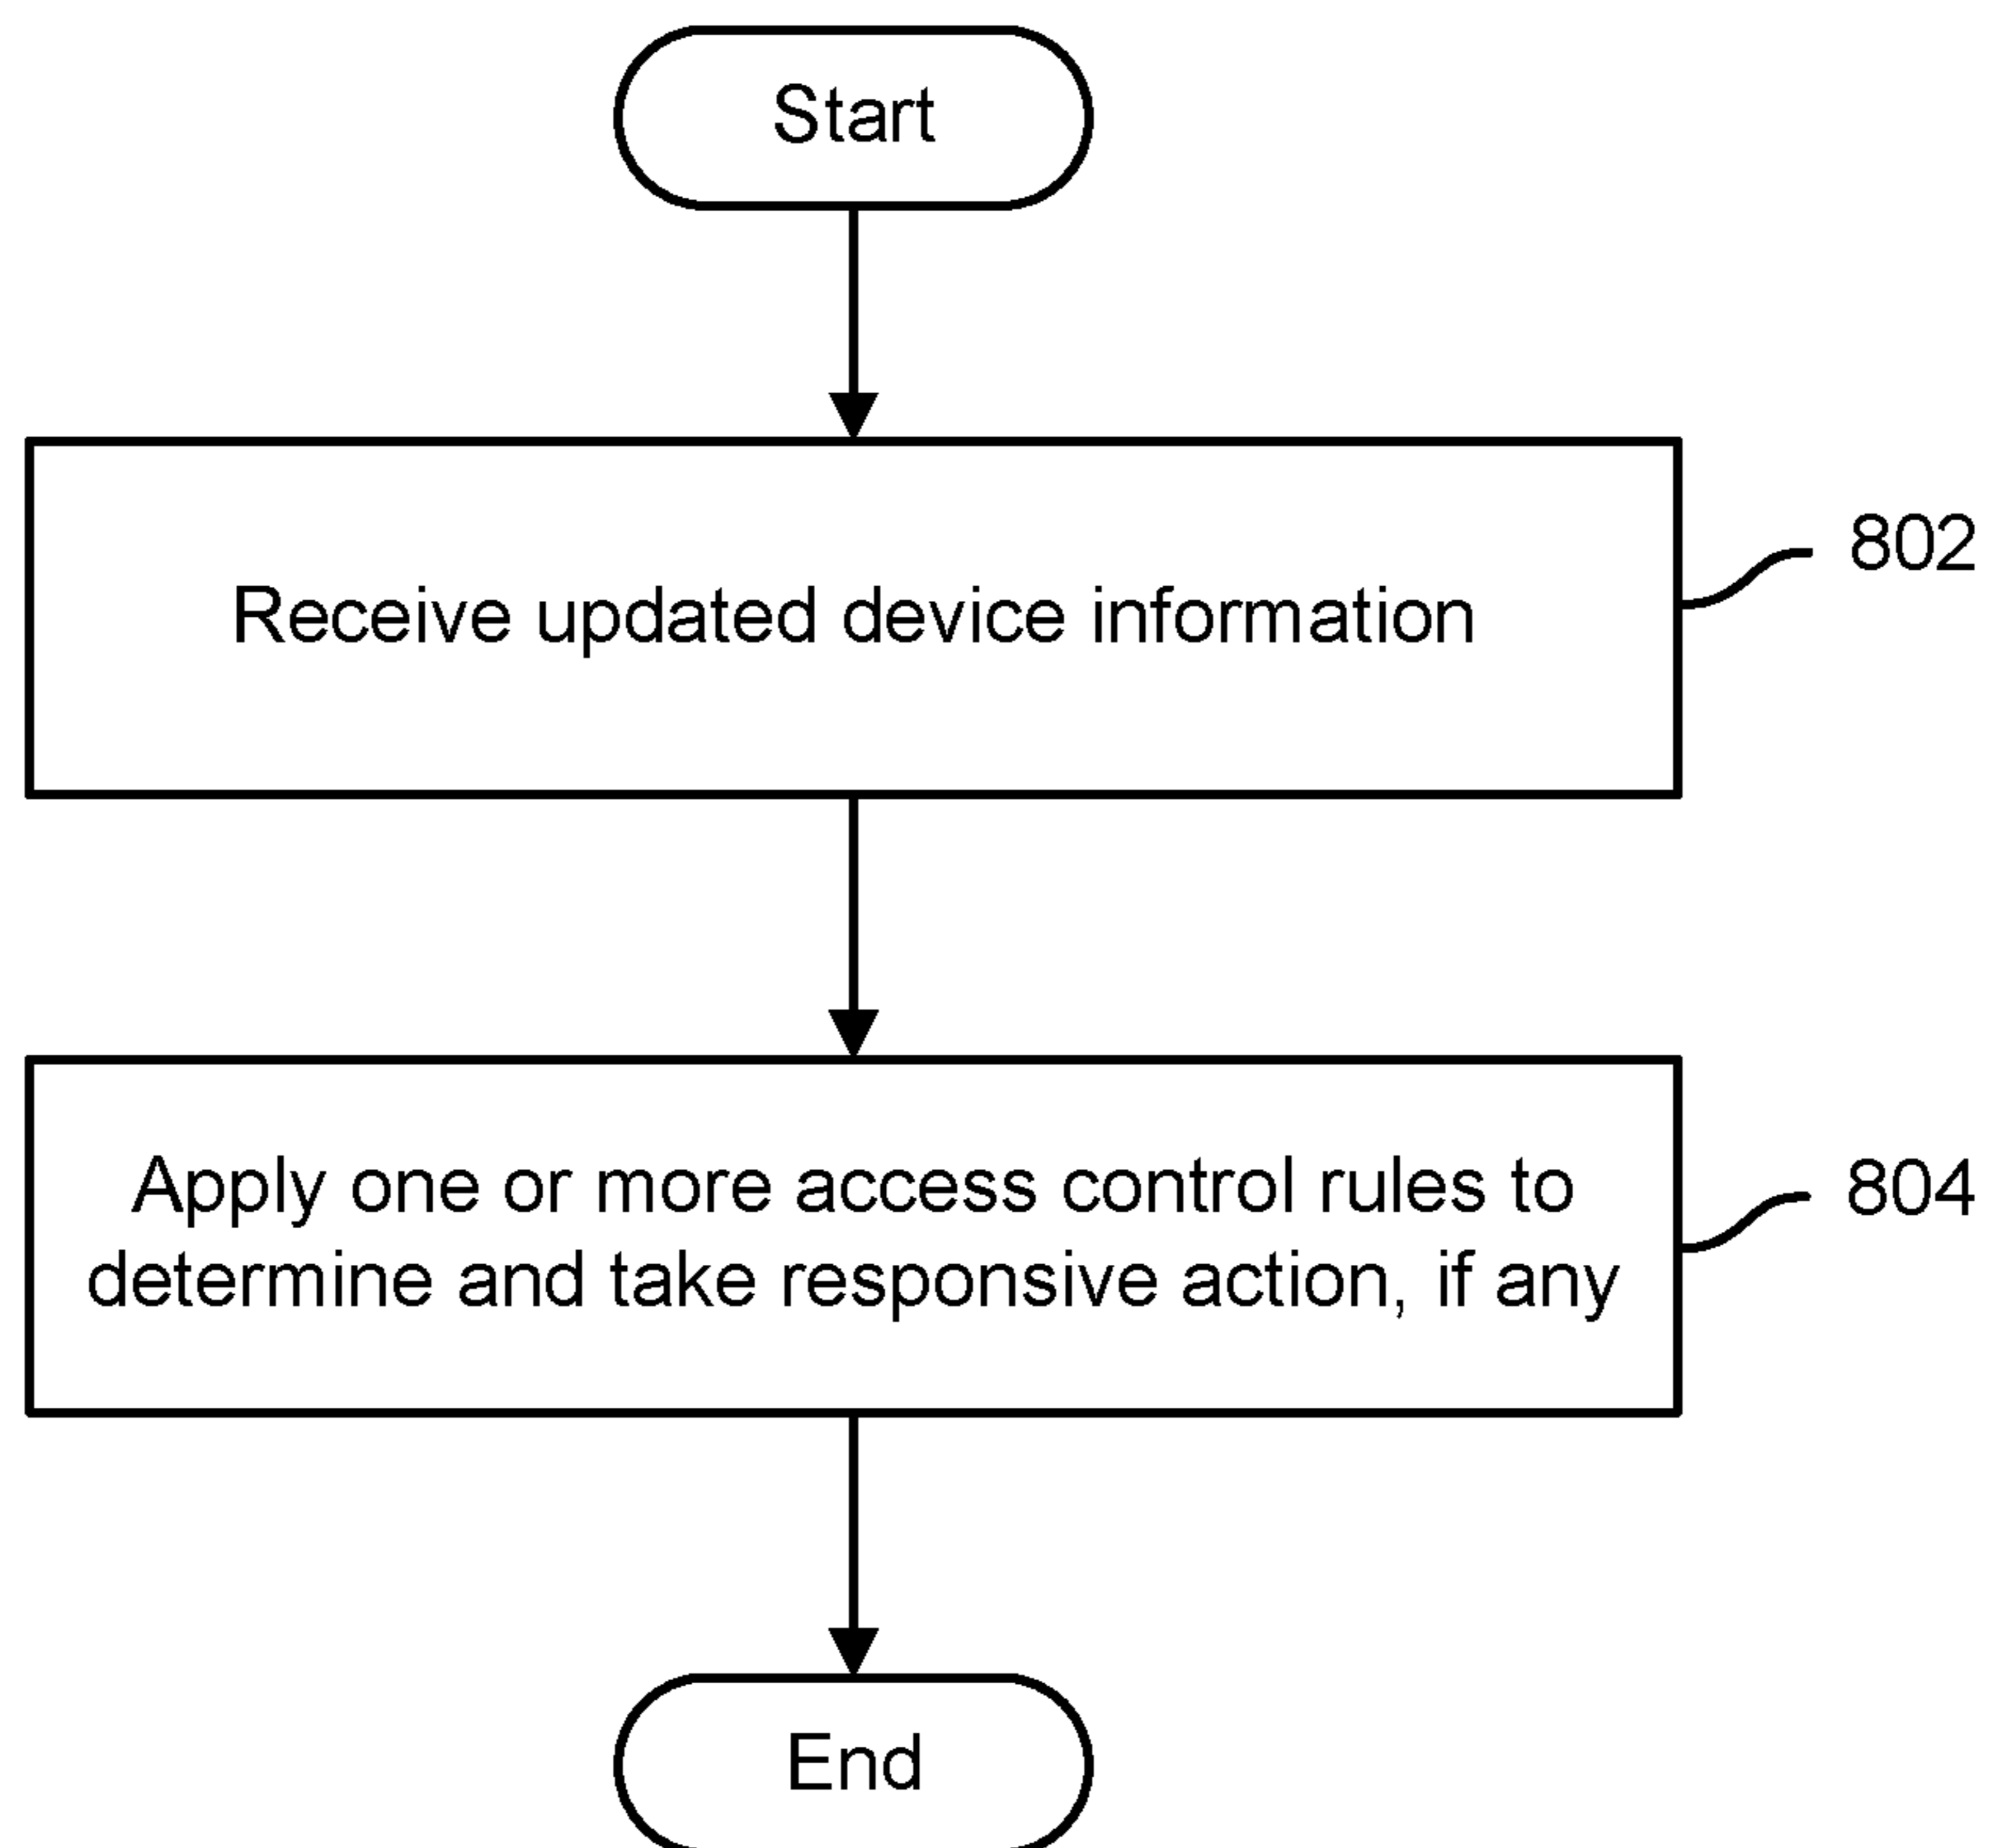 Start
Receive updated device information
802
Apply one or more access control rules to
determine and take responsive action, if any
804
End